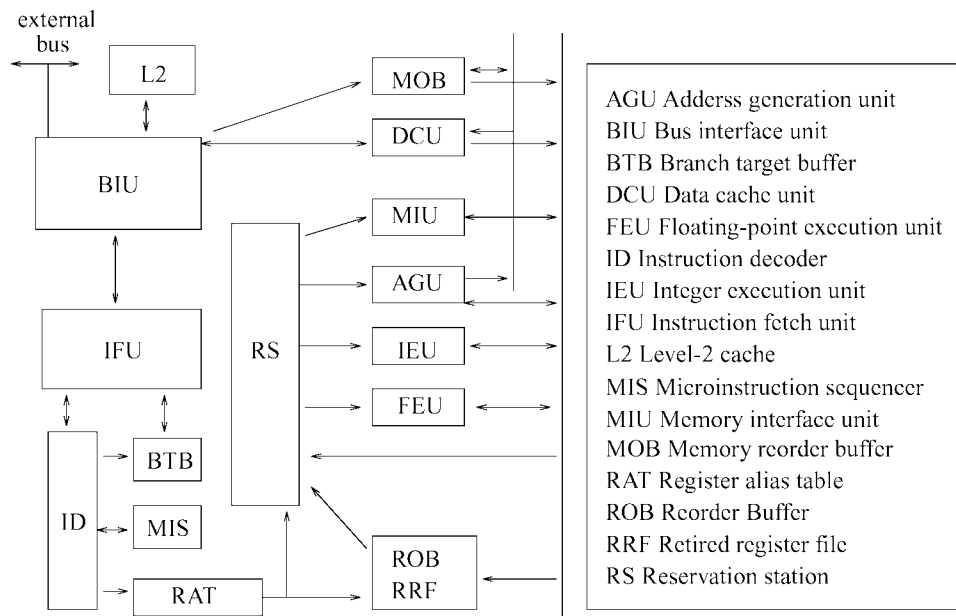 external
bus
L2
MOB
DCU
BIU
MIU
AGU
IFU
RS
IEU
FEU
BTB
ID
MIS
ROB
RAT
RRF
AGU Adderss generation unit
BIU Bus interface unit
BTB Branch target buffer
DCU Data cache unit
FEU Floating-point execution unit
ID Instruction decoder
IEU Integer execution unit
IFU Instruction fetch unit
L2 Level-2 cache
MIS Microinstruction sequencer
MIU Memory interface unit
MOB Memory reorder buffer
RAT Register alias table
ROB Reorder Buffer
RRF Retired register file
RS Reservation station